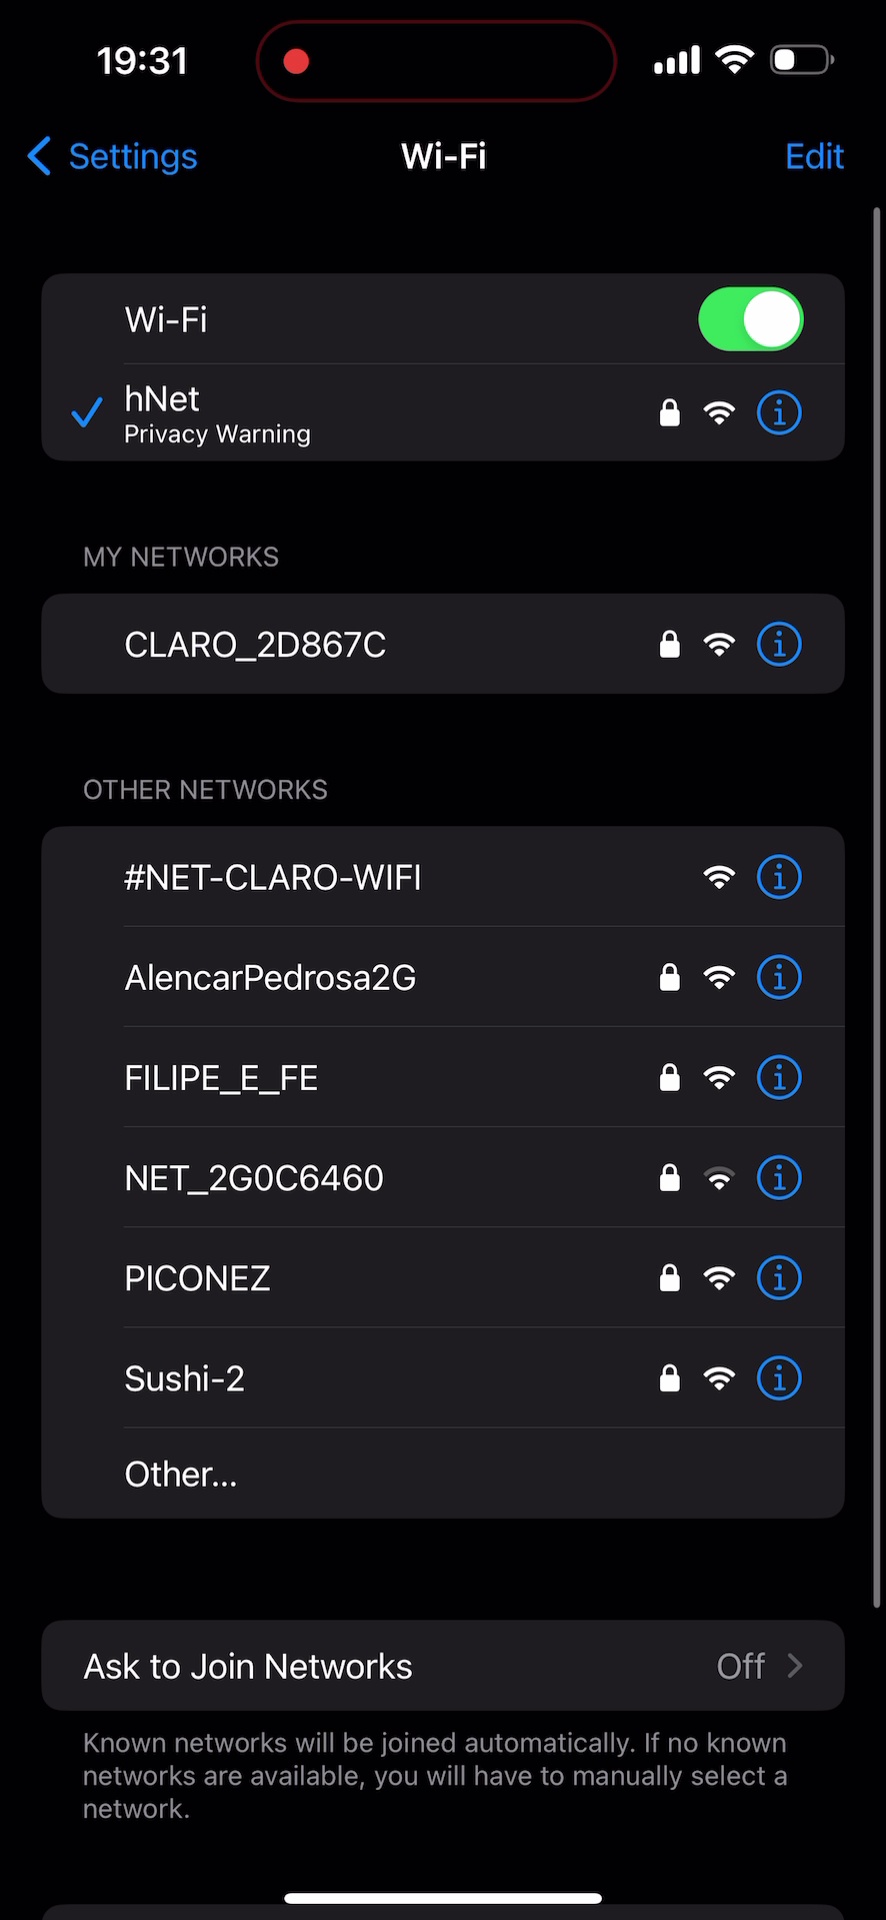 19:31
Settings
Wi-Fi
Edit
Wi-Fi
hNet
Privacy Warning
MY NETWORKS
CLARO_2D867C
OTHER NETWORKS
#NET-CLARO-WIFI
AlencarPedrosa2G
FILIPE_E_FE
NET_2G0C6460
PICONEZ
Sushi-2
Other...
Ask to Join Networks
Off
Known networks will be joined automatically. If no known
networks are available, you will have to manually select a
network.